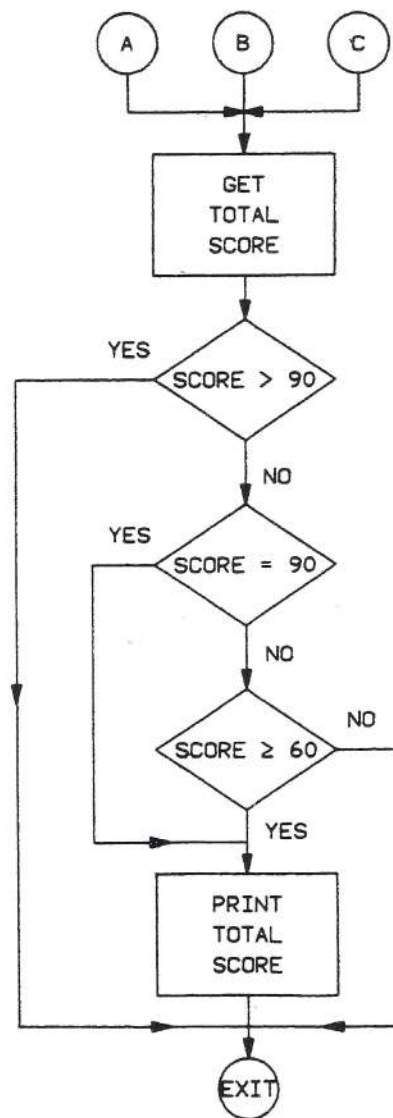 A B C
GET
TOTAL
SCORE
YES
SCORE > 90
NO
YES
SCORE = 90
NO
NO
SCORE ≥ 60
YES
PRINT
TOTAL
SCORE
EXIT